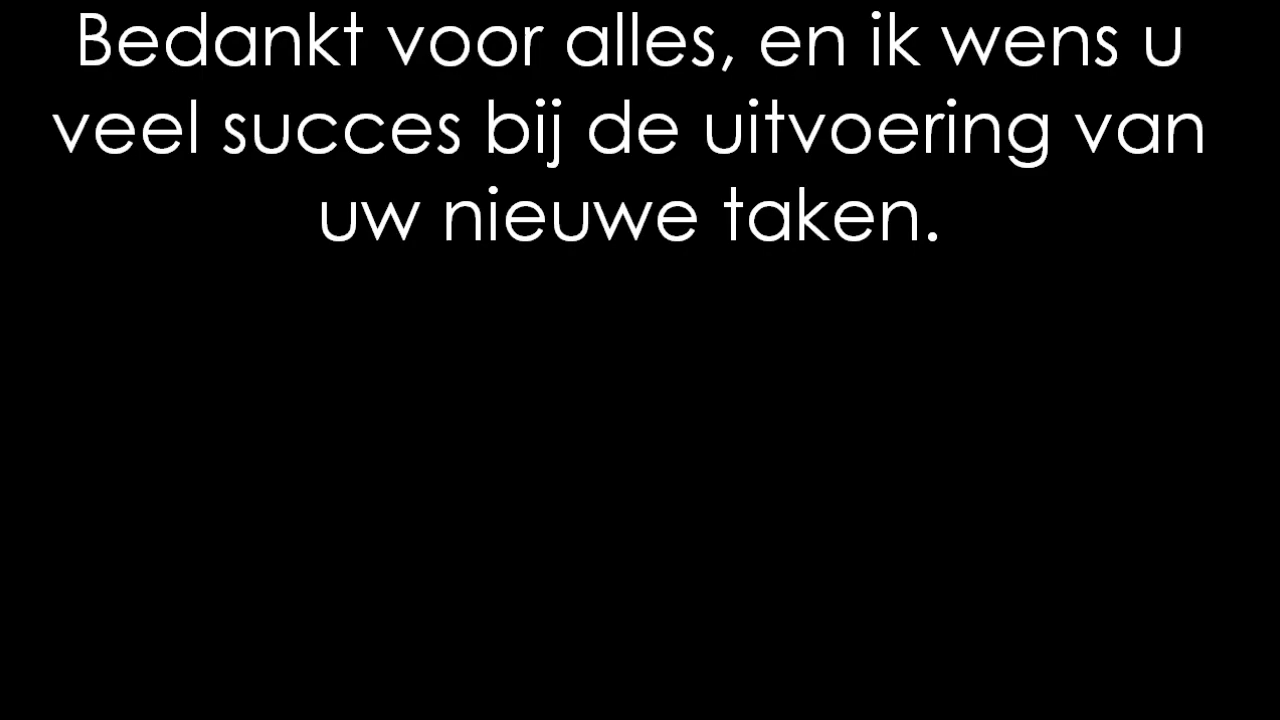 Bedankt voor alles, en ik wens u
veel succes bij de uitvoering van
uw nieuwe taken.